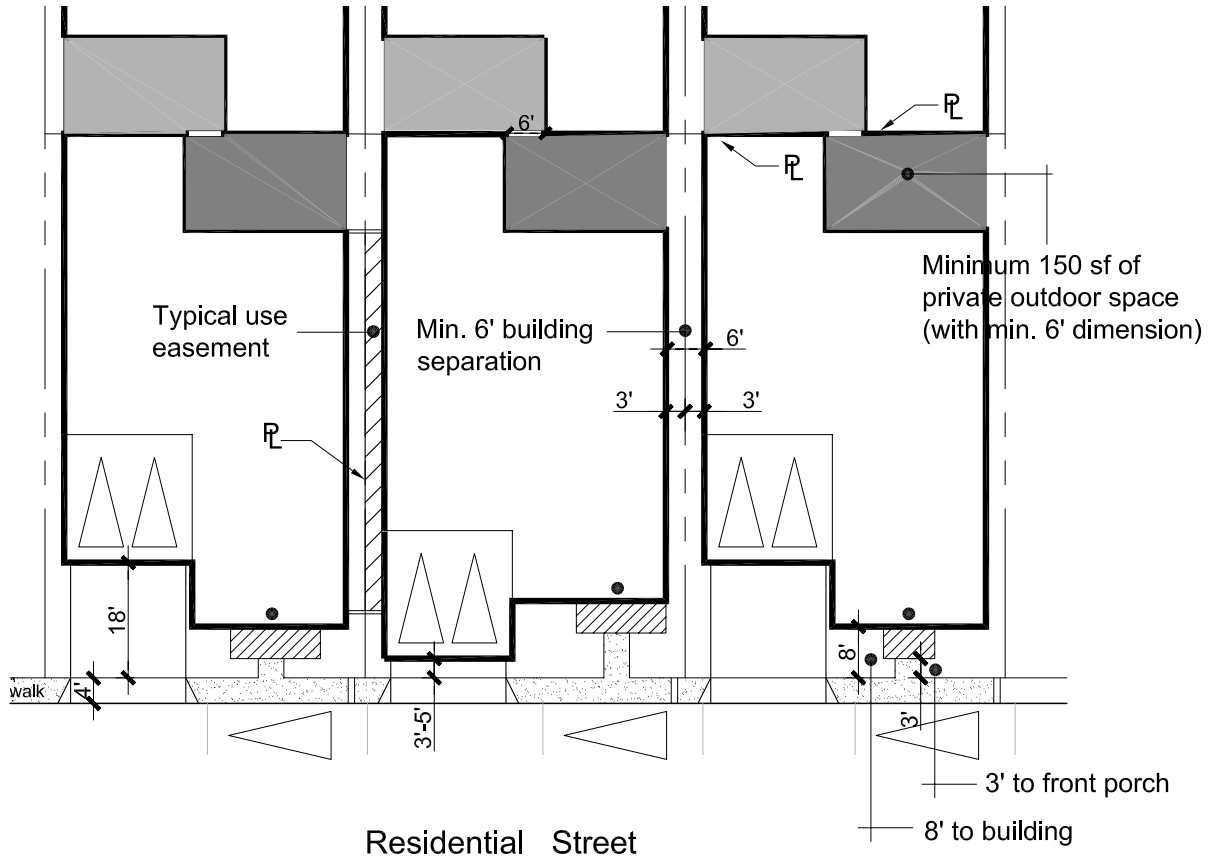 6'
PL
PL
Minimum 150 sf of
private outdoor space
(with min. 6' dimension)
Typical use
easement
Min. 6' building
separation
6'
3'
3'
PL
18'
8'
walk
4'
3'-5'
3'
3' to front porch
8' to building
Residential Street